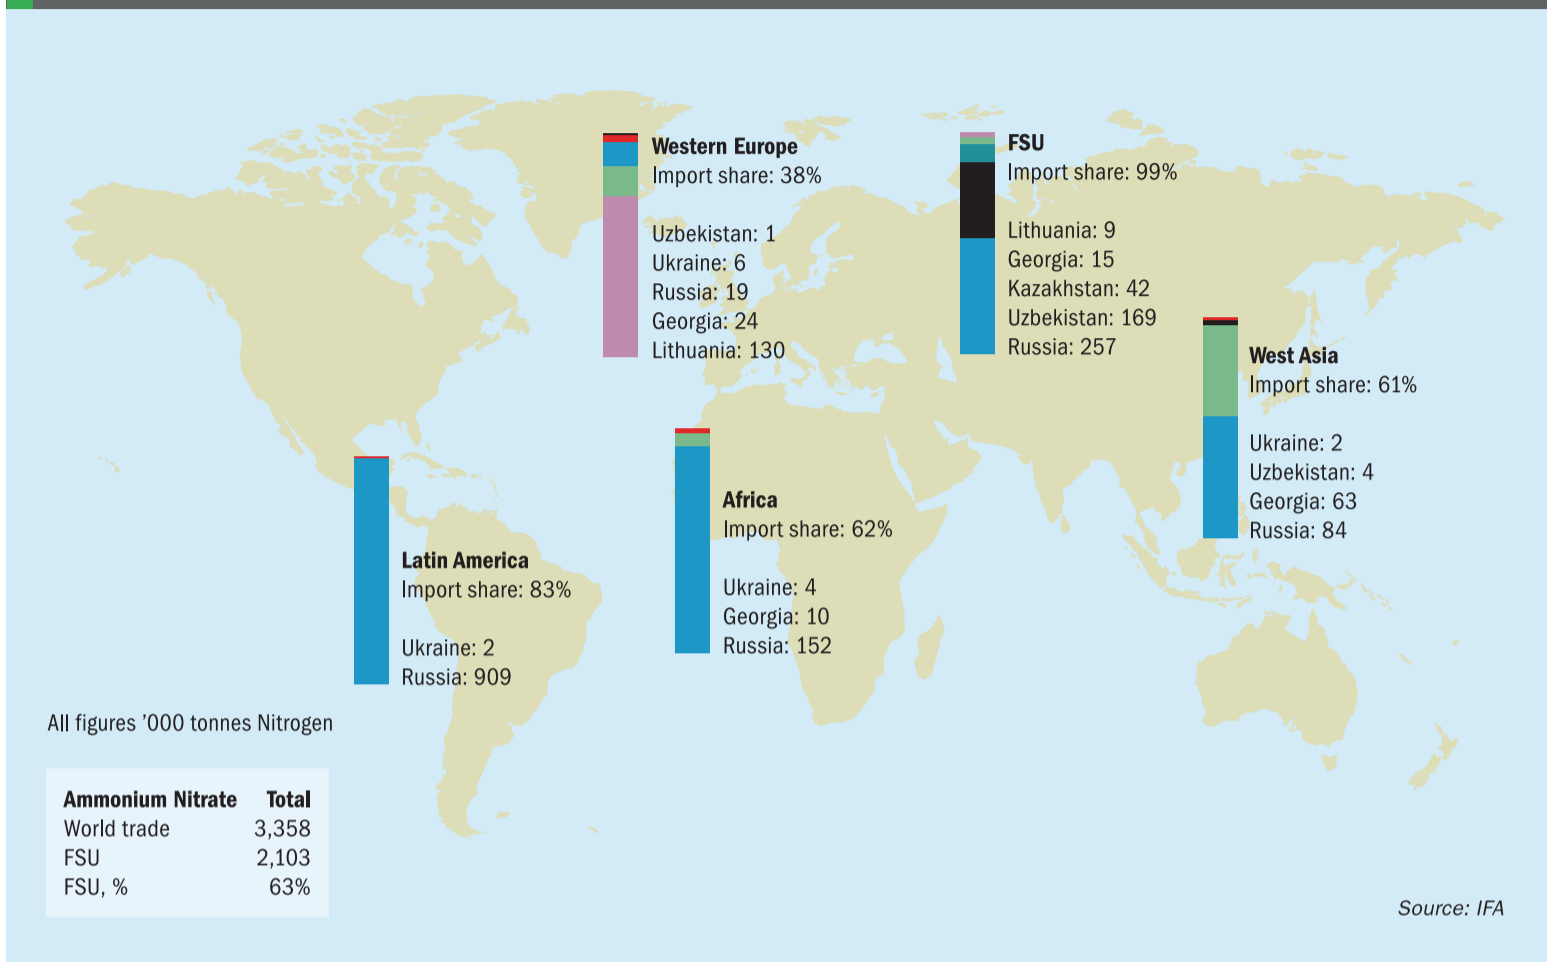 Western Europe
Import share: 38%
Uzbekistan: 1
Ukraine: 6
Russia: 19
Georgia: 24
Lithuania: 130
FSU
Import share: 99%
Lithuania: 9
Georgia: 15
Kazakhstan: 42
Uzbekistan: 169
Russia: 257
West Asia
Import share: 61%
Ukraine: 2
Uzbekistan: 4
Georgia: 63
Russia: 84
Africa
Import share: 62%
Ukraine: 4
Georgia: 10
Russia: 152
Latin America
Import share: 83%
Ukraine: 2
Russia: 909
All figures ’000 tonnes Nitrogen
Ammonium Nitrate Total
World trade 3,358
FSU 2,103
FSU, % 63%
Source: IFA